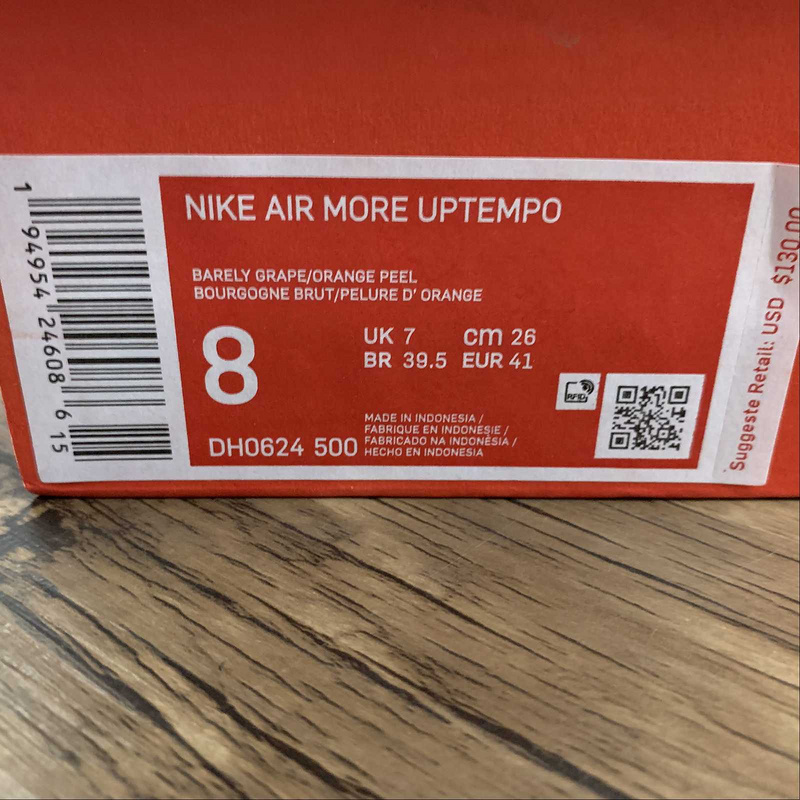 NIKE AIR MORE UPTEMPO
BARELY GRAPE/ORANGE PEEL
BOURGOGNE BRUT/PELURE D' ORANGE
8
UK 7 cm 26
BR 39.5 EUR 41
DH0624 500
MADE IN INDONESIA /
FABRIQUE EN INDONESIE /
FABRICADO NA INDONÉSIA /
HECHO EN INDONESIA
RFID
1 94954 24608 6 15
Suggeste Retail: USD $130.00